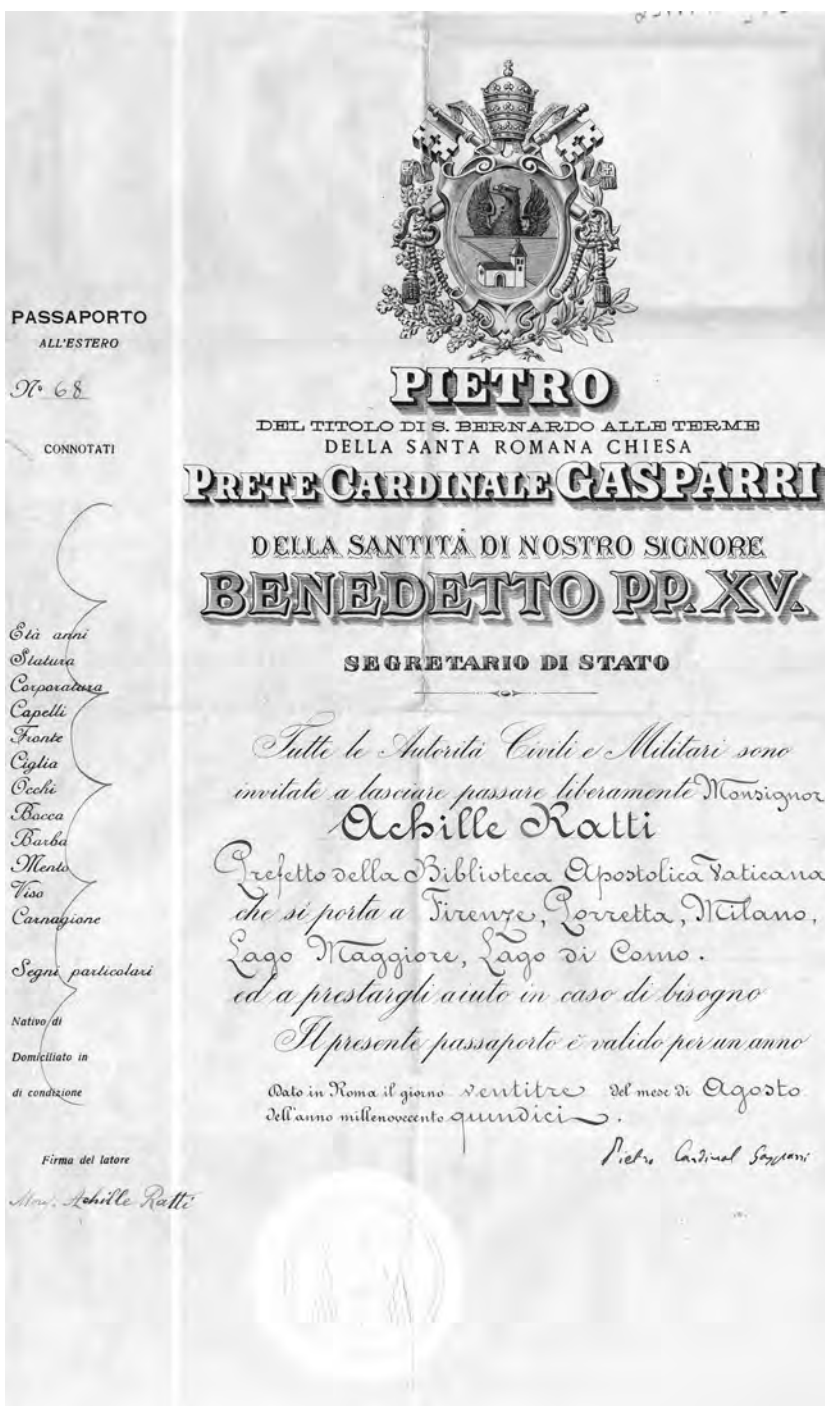 PASSAPORTO
ALL'ESTERO
Nº 68
CONNOTATI
Età anni
Statura
Corporatura
Capelli
Fronte
Ciglia
Occhi
Bocca
Barba
Mento
Viso
Carnagione
Segni particolari
Nativo di
Domiciliato in
di condizione
Firma del latore
Mons. Achille Ratti
PIETRO
DEL TITOLO DI S. BERNARDO ALLE TERME
DELLA SANTA ROMANA CHIESA
PRETE CARDINALE GASPARRI
DELLA SANTITÀ DI NOSTRO SIGNORE
BENEDETTO PP. XV.
SEGRETARIO DI STATO
Tutte le Autorità Civili e Militari sono
invitate a lasciare passare liberamente Monsignor
Achille Ratti
Prefetto della Biblioteca Apostolica Vaticana
che si porta a Firenze, Porretta, Milano,
Lago Maggiore, Lago di Como.
ed a prestargli aiuto in caso di bisogno
Il presente passaporto è valido per un anno
Dato in Roma il giorno ventitre del mese di Agosto
dell'anno millenovecento quindici.
Pietro Cardinal Gasparri